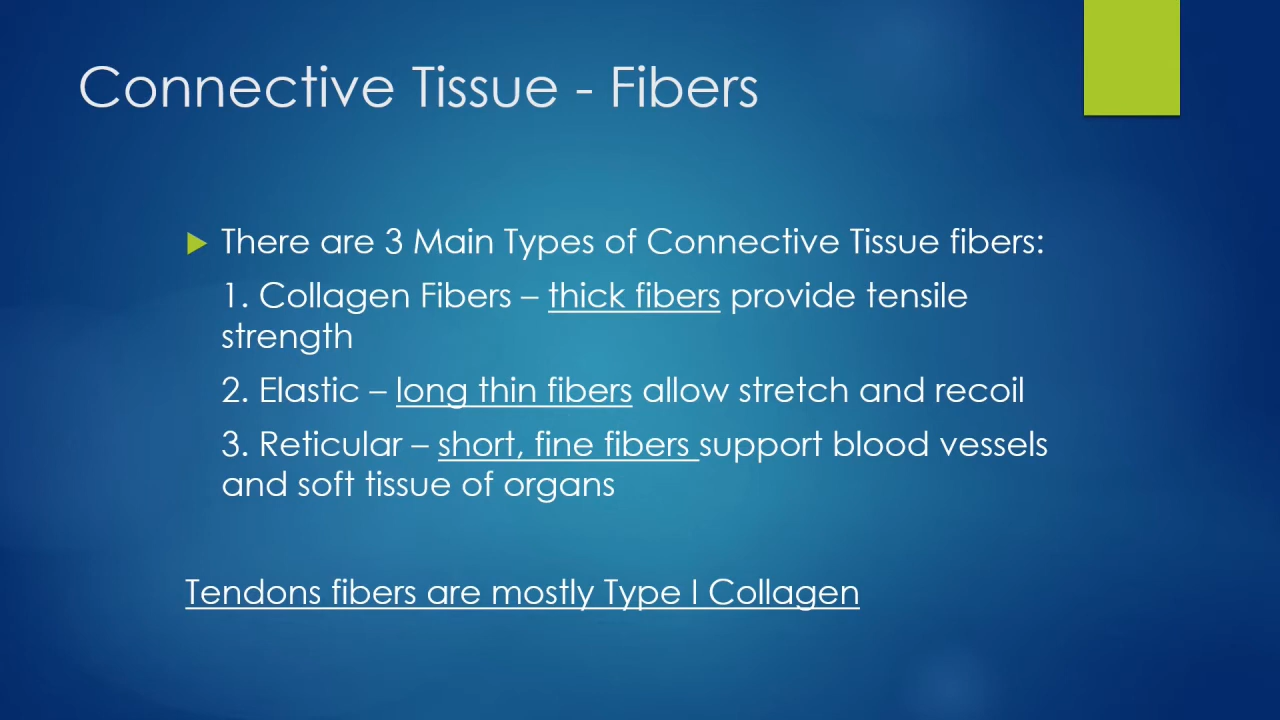 Connective Tissue - Fibers
There are 3 Main Types of Connective Tissue fibers:
1. Collagen Fibers – thick fibers provide tensile
strength
2. Elastic – long thin fibers allow stretch and recoil
3. Reticular – short, fine fibers support blood vessels
and soft tissue of organs
Tendons fibers are mostly Type I Collagen